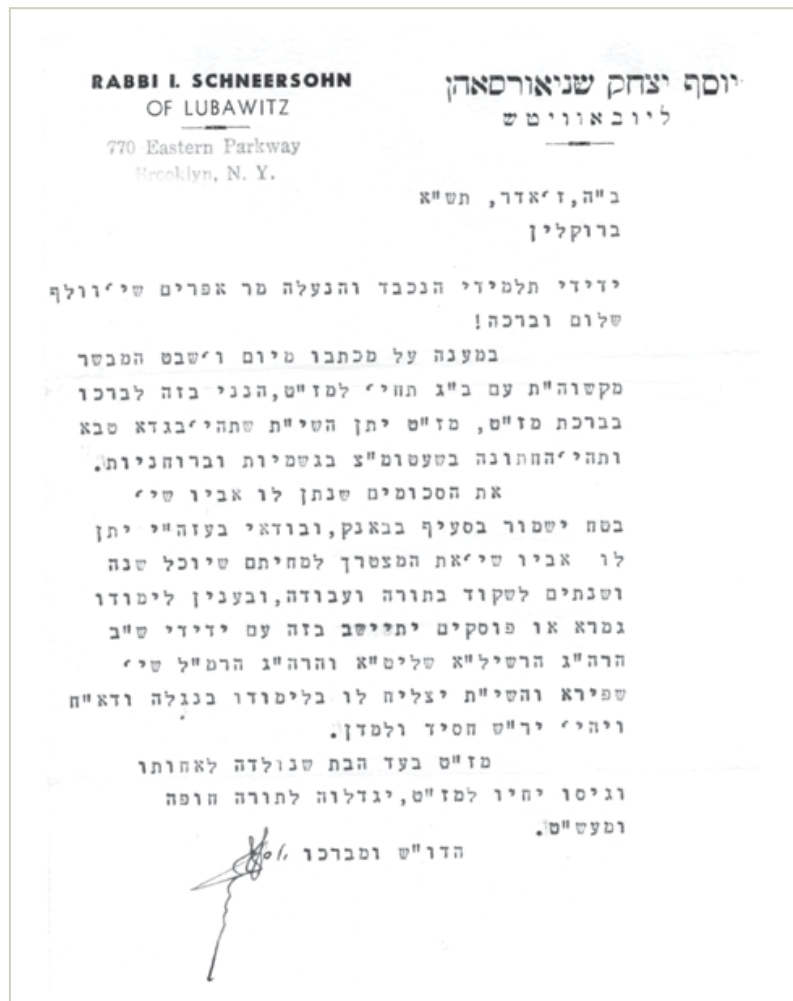 RABBI I. SCHNEERSOHN
OF LUBAWITZ
770 Eastern Parkway
Brooklyn, N. Y.
יוסף יצחק שניאורסאהן
ליובאוויטש
ב"ה, ז' אדר, תש"א
ברוקלין
ידידי תלמידי הנכבד והנעלה מר אפרים שי' וולף
שלום וברכה!
במענה על מכתבו מיום ו' שבט המבשר
מקשוה"ת עם ב"ג תחי' למז"ט, הנני בזה לברכו
בברכת מז"ט, מז"ט יתן השי"ת שתהי' בגדא טבא
ותהי' החתונה בשעטומ"צ בגשמיות וברוחניות.
את הסכומים שנתן לו אביו שי'
בטח ישמור בסעיף בבאנק, ובודאי בעזה"י יתן
לו אביו שי' את המצטרך למחיתם שיוכל שנה
ושנתים לשקוד בתורה ועבודה, ובענין לימודו
גמרא או פוסקים יתיישב בזה עם ידידי ש"ב
הרה"ג הרשיל"א שליט"א והרה"ג הרמ"ל שי'
שפירא והשי"ת יצליח לו בלימודו בנגלה ודא"ח
ויהי' יר"ש חסיד ולמדן.
מז"ט בעד הבת שנולדה לאחותו
וגיסו יחיו למז"ט, יגדלוה לתורה חופה
ומעש"ט.
הדו"ש ומברכו